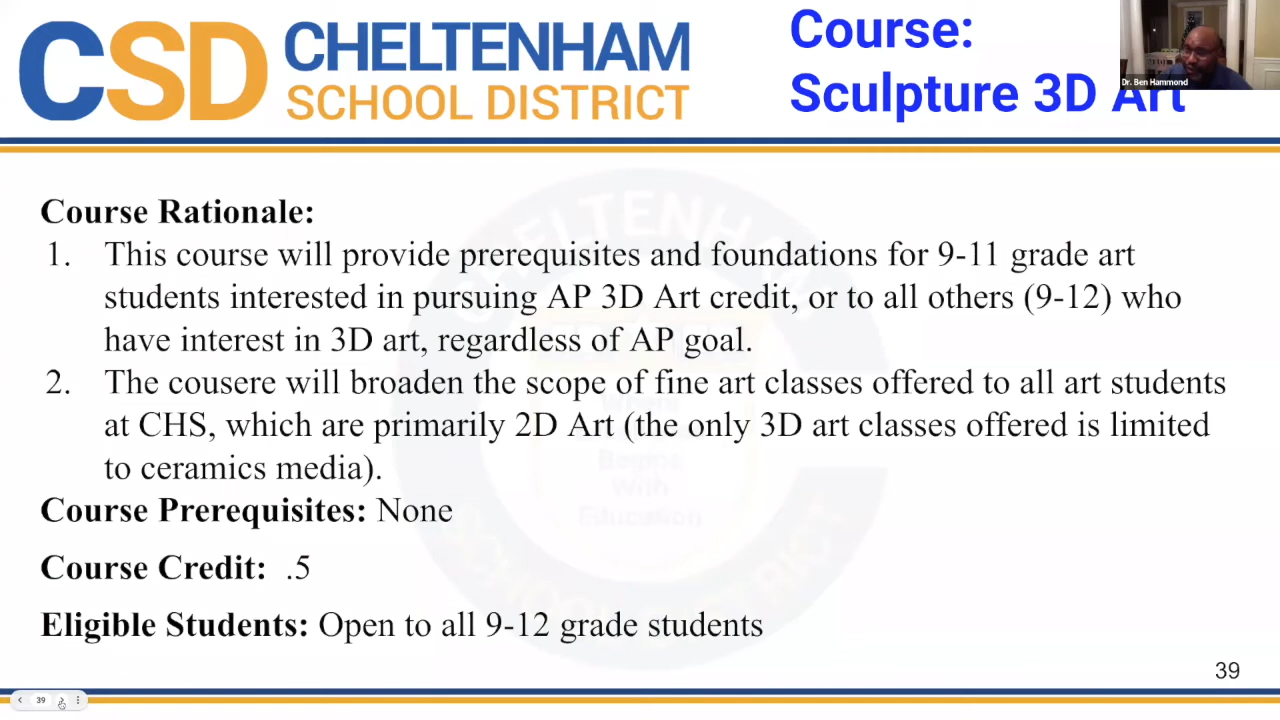 CSD CHELTENHAM
SCHOOL DISTRICT
Course:
Sculpture 3D Art
Dr. Ben Hammond
Course Rationale:
1. This course will provide prerequisites and foundations for 9-11 grade art
students interested in pursuing AP 3D Art credit, or to all others (9-12) who
have interest in 3D art, regardless of AP goal.
2. The cousere will broaden the scope of fine art classes offered to all art students
at CHS, which are primarily 2D Art (the only 3D art classes offered is limited
to ceramics media).
Course Prerequisites: None
Course Credit: .5
Eligible Students: Open to all 9-12 grade students
CHELTENHAM
With
Education
SCHOOL DISTRICT
39
39